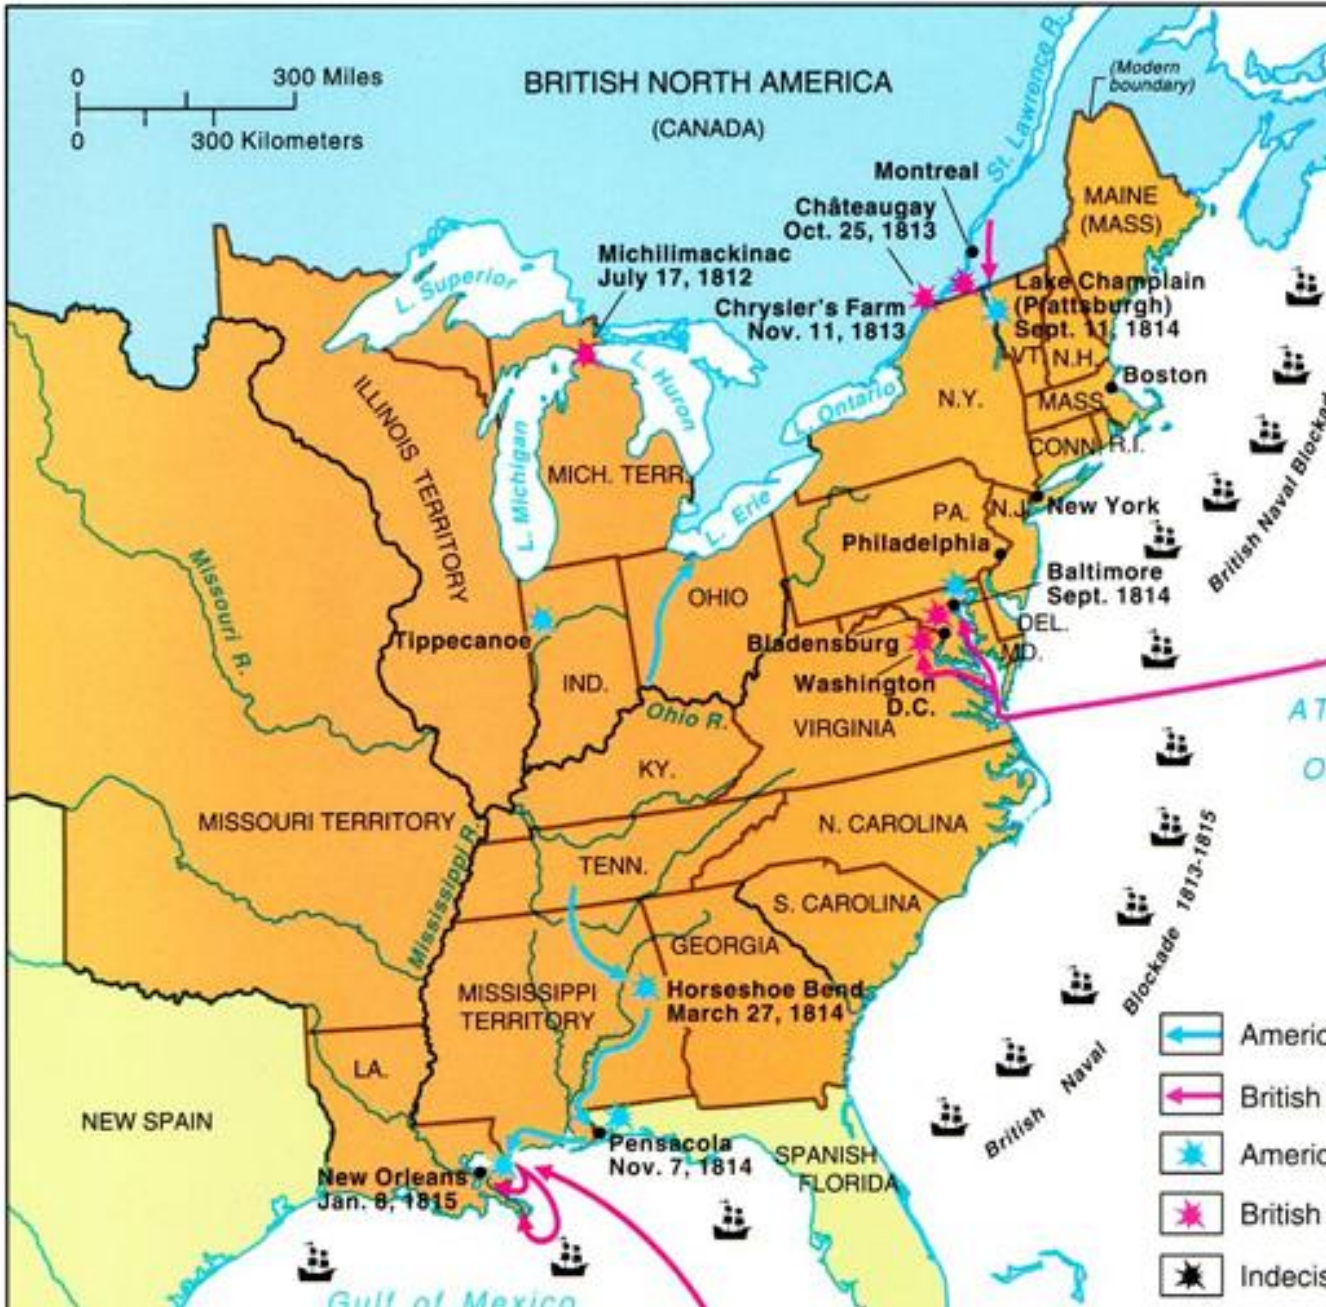 0 300 Miles
0 300 Kilometers
BRITISH NORTH AMERICA
(CANADA)
St. Lawrence R.
(Modern
boundary)
Montreal
Châteaugay
Oct. 25, 1813
MAINE
(MASS)
Michilimackinac
July 17, 1812
L. Superior
Chrysler's Farm
Nov. 11, 1813
Lake Champlain
(Plattsburgh)
Sept. 11, 1814
VT.
N.H.
Boston
MASS
CONN.
R.I.
N.Y.
L. Huron
L. Ontario
L. Michigan
ILLINOIS TERRITORY
MICH. TERR.
L. Erie
PA.
N.J.
New York
Philadelphia
British Naval Blockad
Missouri R.
OHIO
Baltimore
Sept. 1814
Tippecanoe
Bladensburg
DEL.
MD.
IND.
Washington
D.C.
Ohio R.
VIRGINIA
AT
O
KY.
MISSOURI TERRITORY
Mississippi R.
N. CAROLINA
TENN.
S. CAROLINA
GEORGIA
MISSISSIPPI
TERRITORY
Horseshoe Bend
March 27, 1814
British Naval Blockade 1813-1815
LA.
NEW SPAIN
Pensacola
Nov. 7, 1814
SPANISH
FLORIDA
New Orleans
Jan. 8, 1815
Gulf of Mexico
Americ
British
Americ
British
Indecis